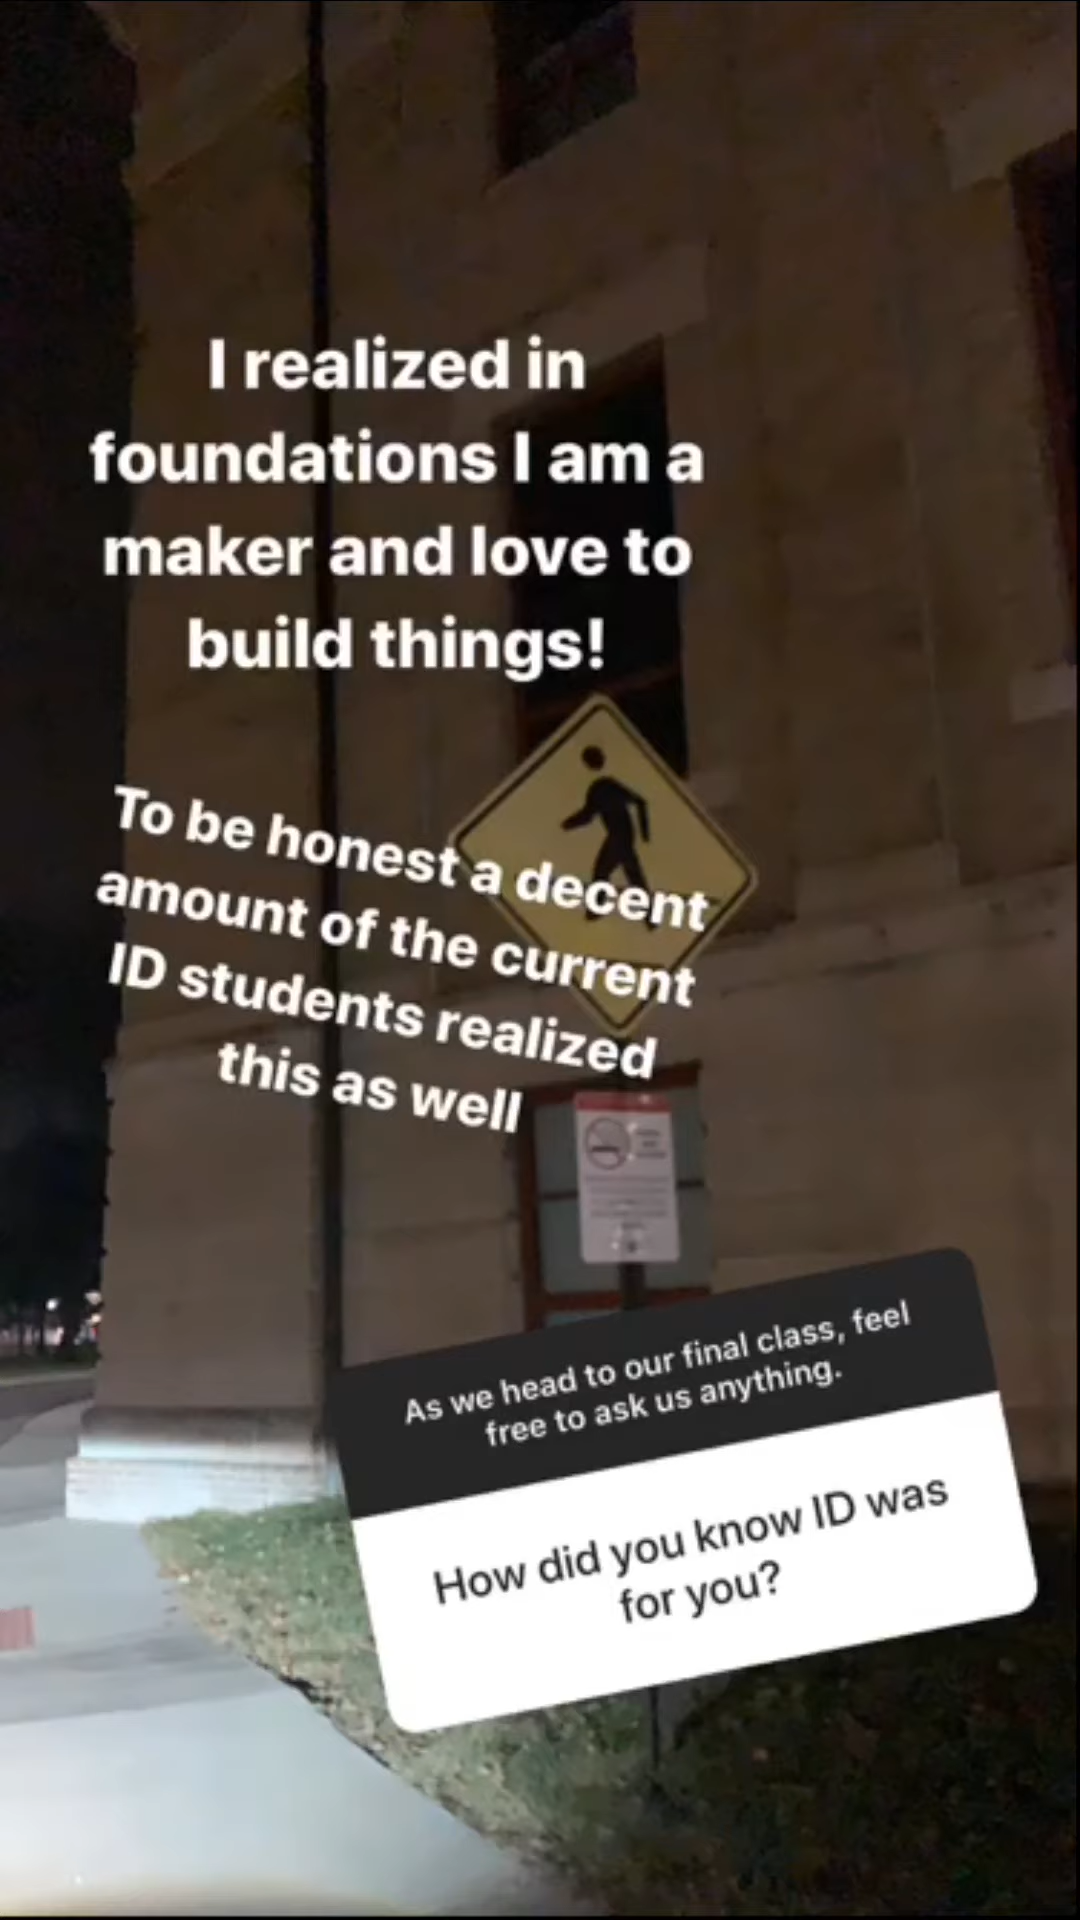 I realized in
foundations I am a
maker and love to
build things!
To be honest a decent
amount of the current
ID students realized
this as well
As we head to our final class, feel
free to ask us anything.
How did you know ID was
for you?